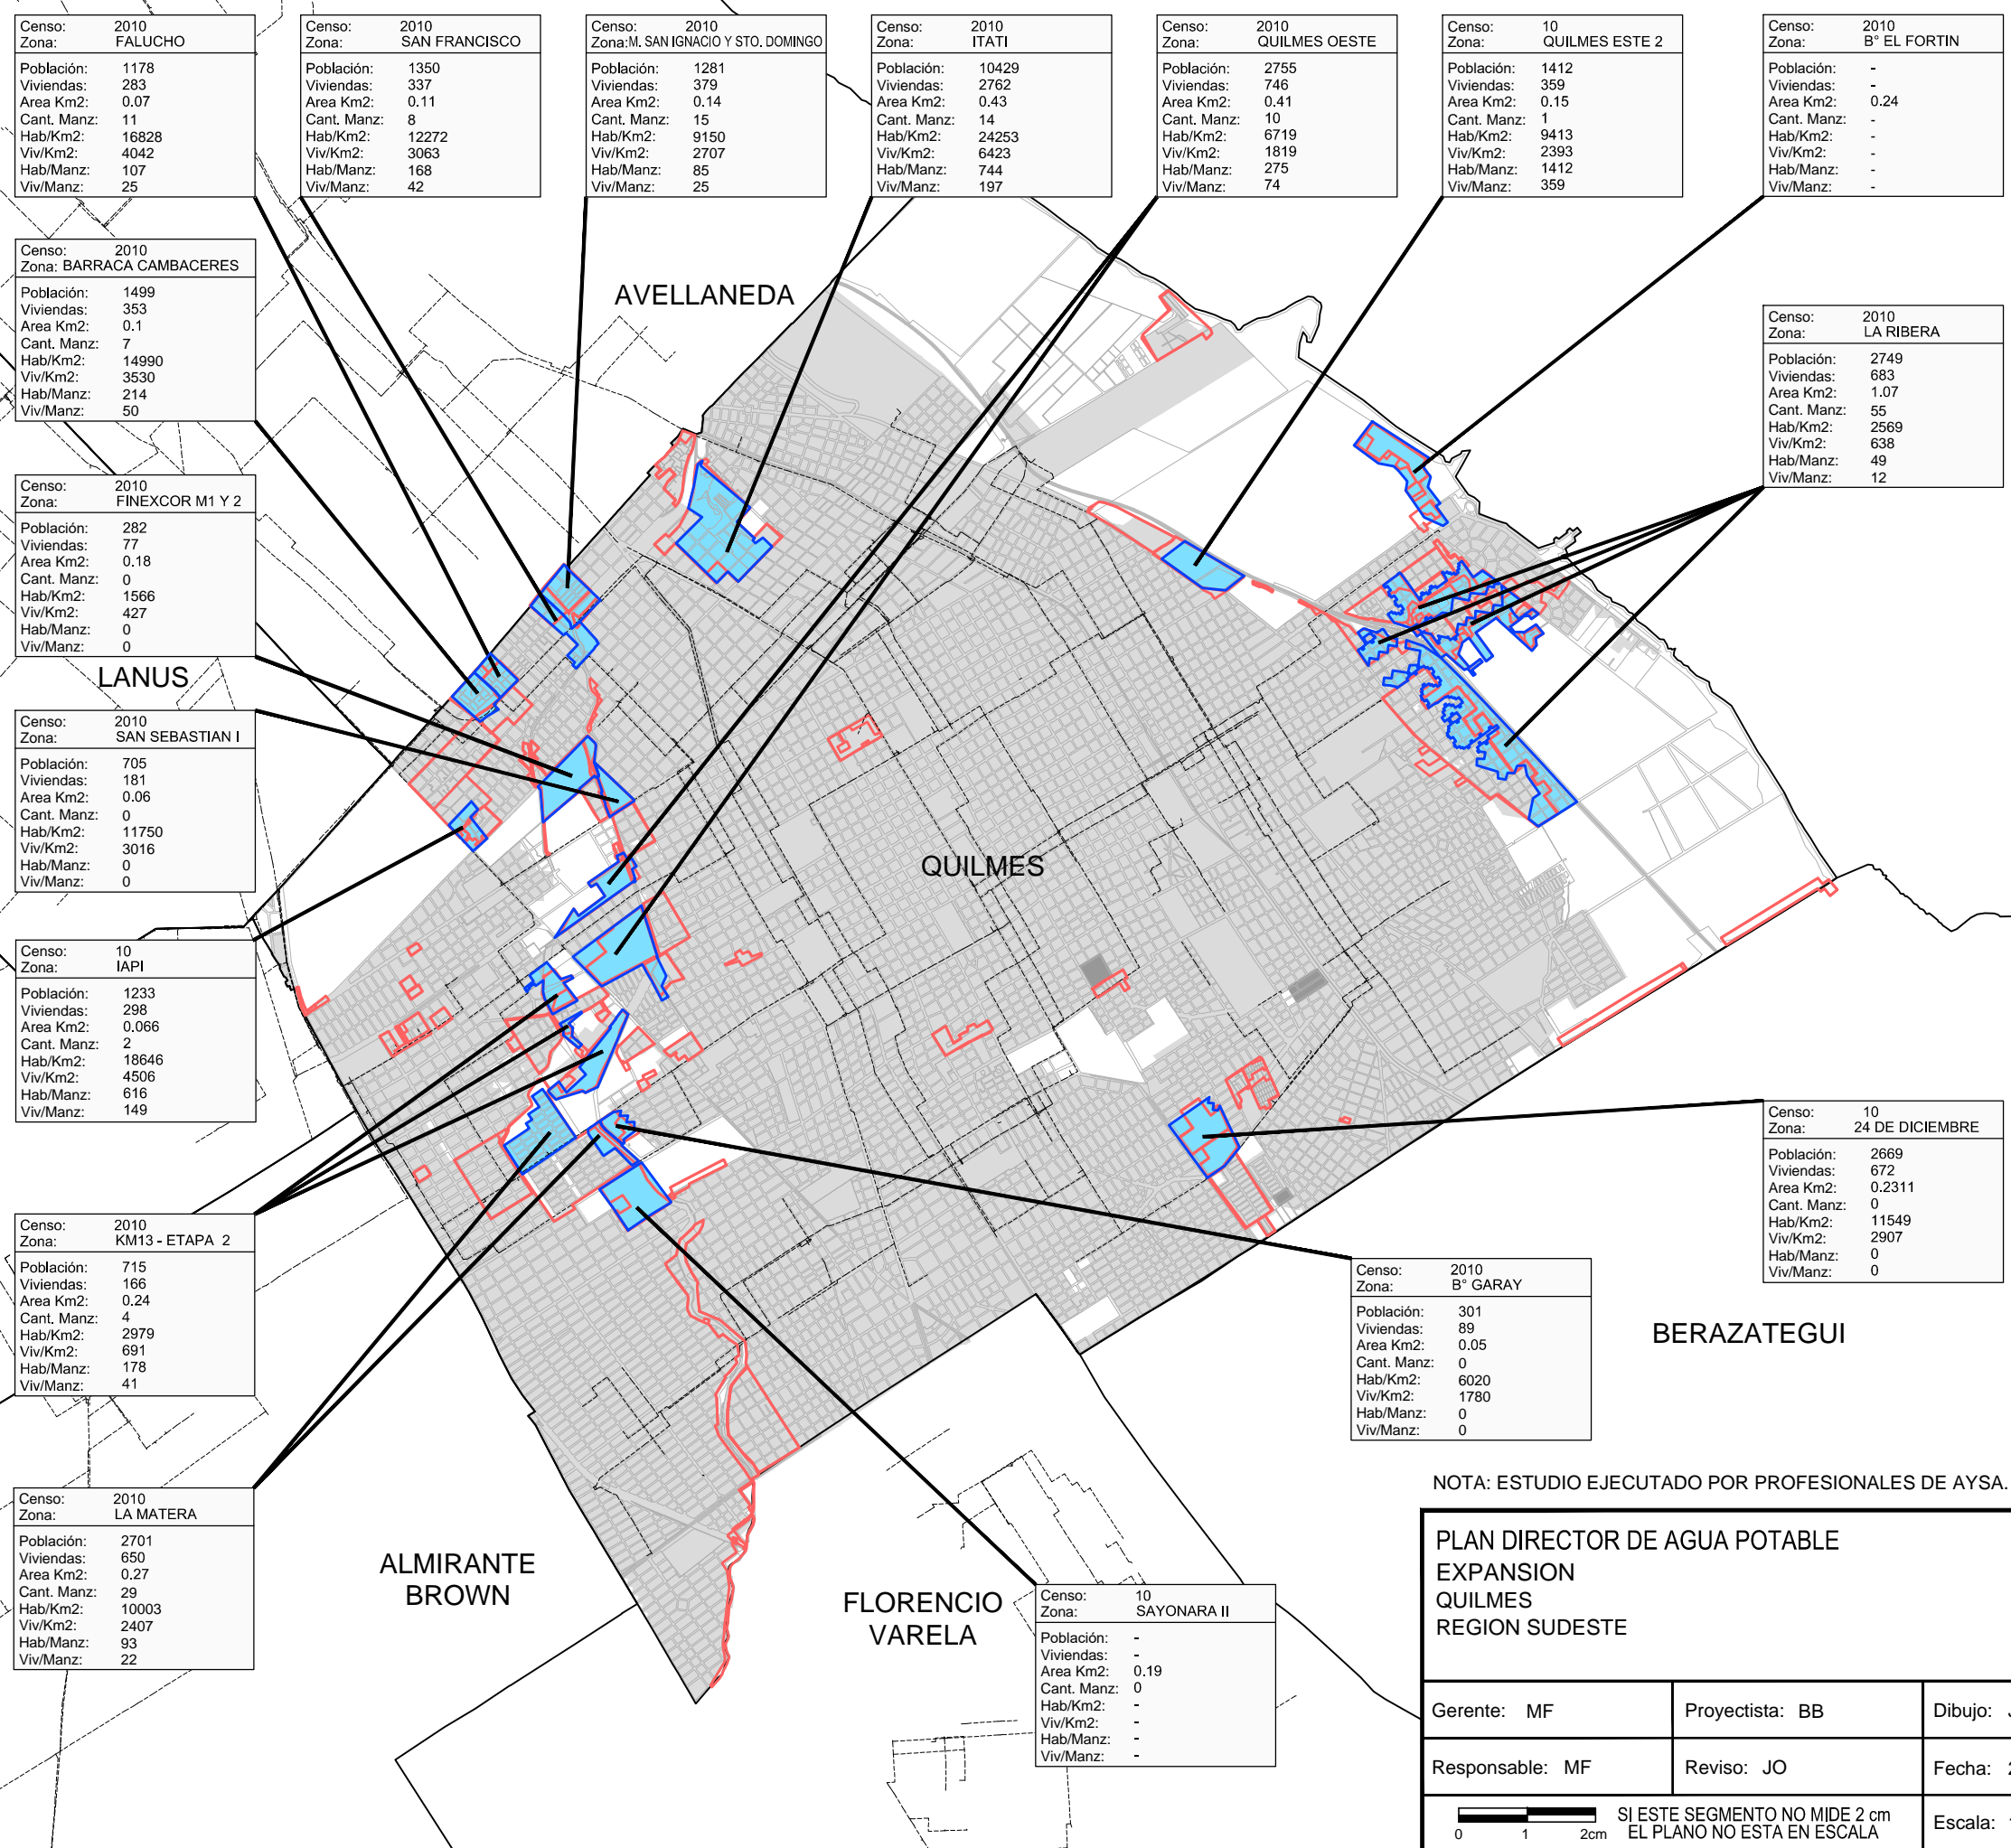 Censo: 2010
Zona: FALUCHO
Población: 1178
Viviendas: 283
Area Km2: 0.07
Cant. Manz: 11
Hab/Km2: 16828
Viv/Km2: 4042
Hab/Manz: 107
Viv/Manz: 25
Censo: 2010
Zona: SAN FRANCISCO
Población: 1350
Viviendas: 337
Area Km2: 0.11
Cant. Manz: 8
Hab/Km2: 12272
Viv/Km2: 3063
Hab/Manz: 168
Viv/Manz: 42
Censo: 2010
Zona: M. SAN IGNACIO Y STO. DOMINGO
Población: 1281
Viviendas: 379
Area Km2: 0.14
Cant. Manz: 15
Hab/Km2: 9150
Viv/Km2: 2707
Hab/Manz: 85
Viv/Manz: 25
Censo: 2010
Zona: ITATI
Población: 10429
Viviendas: 2762
Area Km2: 0.43
Cant. Manz: 14
Hab/Km2: 24253
Viv/Km2: 6423
Hab/Manz: 744
Viv/Manz: 197
Censo: 2010
Zona: QUILMES OESTE
Población: 2755
Viviendas: 746
Area Km2: 0.41
Cant. Manz: 10
Hab/Km2: 6719
Viv/Km2: 1819
Hab/Manz: 275
Viv/Manz: 74
Censo: 10
Zona: QUILMES ESTE 2
Población: 1412
Viviendas: 359
Area Km2: 0.15
Cant. Manz: 1
Hab/Km2: 9413
Viv/Km2: 2393
Hab/Manz: 1412
Viv/Manz: 359
Censo: 2010
Zona: B° EL FORTIN
Población: -
Viviendas: -
Area Km2: 0.24
Cant. Manz: -
Hab/Km2: -
Viv/Km2: -
Hab/Manz: -
Viv/Manz: -
Censo: 2010
Zona: BARRACA CAMBACERES
Población: 1499
Viviendas: 353
Area Km2: 0.1
Cant. Manz: 7
Hab/Km2: 14990
Viv/Km2: 3530
Hab/Manz: 214
Viv/Manz: 50
AVELLANEDA
Censo: 2010
Zona: LA RIBERA
Población: 2749
Viviendas: 683
Area Km2: 1.07
Cant. Manz: 55
Hab/Km2: 2569
Viv/Km2: 638
Hab/Manz: 49
Viv/Manz: 12
Censo: 2010
Zona: FINEXCOR M1 Y 2
Población: 282
Viviendas: 77
Area Km2: 0.18
Cant. Manz: 0
Hab/Km2: 1566
Viv/Km2: 427
Hab/Manz: 0
Viv/Manz: 0
LANUS
Censo: 2010
Zona: SAN SEBASTIAN I
Población: 705
Viviendas: 181
Area Km2: 0.06
Cant. Manz: 0
Hab/Km2: 11750
Viv/Km2: 3016
Hab/Manz: 0
Viv/Manz: 0
QUILMES
Censo: 10
Zona: IAPI
Población: 1233
Viviendas: 298
Area Km2: 0.066
Cant. Manz: 2
Hab/Km2: 18646
Viv/Km2: 4506
Hab/Manz: 616
Viv/Manz: 149
Censo: 10
Zona: 24 DE DICIEMBRE
Población: 2669
Viviendas: 672
Area Km2: 0.2311
Cant. Manz: 0
Hab/Km2: 11549
Viv/Km2: 2907
Hab/Manz: 0
Viv/Manz: 0
Censo: 2010
Zona: KM13 - ETAPA 2
Población: 715
Viviendas: 166
Area Km2: 0.24
Cant. Manz: 4
Hab/Km2: 2979
Viv/Km2: 691
Hab/Manz: 178
Viv/Manz: 41
Censo: 2010
Zona: B° GARAY
Población: 301
Viviendas: 89
Area Km2: 0.05
Cant. Manz: 0
Hab/Km2: 6020
Viv/Km2: 1780
Hab/Manz: 0
Viv/Manz: 0
BERAZATEGUI
Censo: 2010
Zona: LA MATERA
Población: 2701
Viviendas: 650
Area Km2: 0.27
Cant. Manz: 29
Hab/Km2: 10003
Viv/Km2: 2407
Hab/Manz: 93
Viv/Manz: 22
ALMIRANTE
BROWN
FLORENCIO
VARELA
Censo: 10
Zona: SAYONARA II
Población: -
Viviendas: -
Area Km2: 0.19
Cant. Manz: 0
Hab/Km2: -
Viv/Km2: -
Hab/Manz: -
Viv/Manz: -
NOTA: ESTUDIO EJECUTADO POR PROFESIONALES DE AYSA.
PLAN DIRECTOR DE AGUA POTABLE
EXPANSION
QUILMES
REGION SUDESTE
Gerente: MF
Proyectista: BB
Dibujo:
Responsable: MF
Reviso: JO
Fecha:
0 1 2cm
SI ESTE SEGMENTO NO MIDE 2 cm
EL PLANO NO ESTA EN ESCALA
Escala: